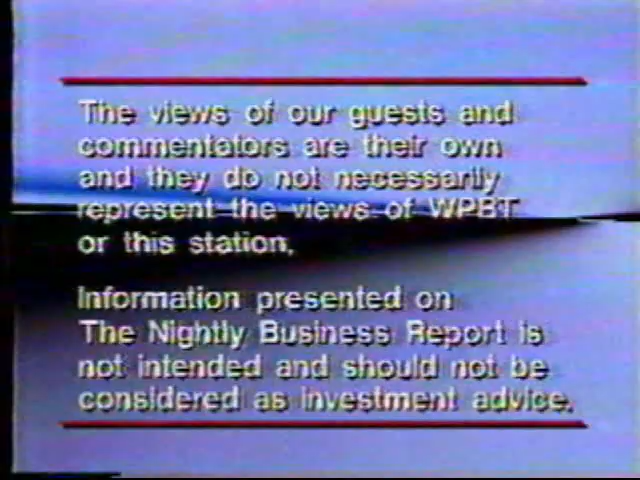 The views of our guests and
commentators are their own
and they do not necessarily
represent the views of WPBT
or this station.
Information presented on
The Nightly Business Report is
not intended and should not be
considered as investment advice.